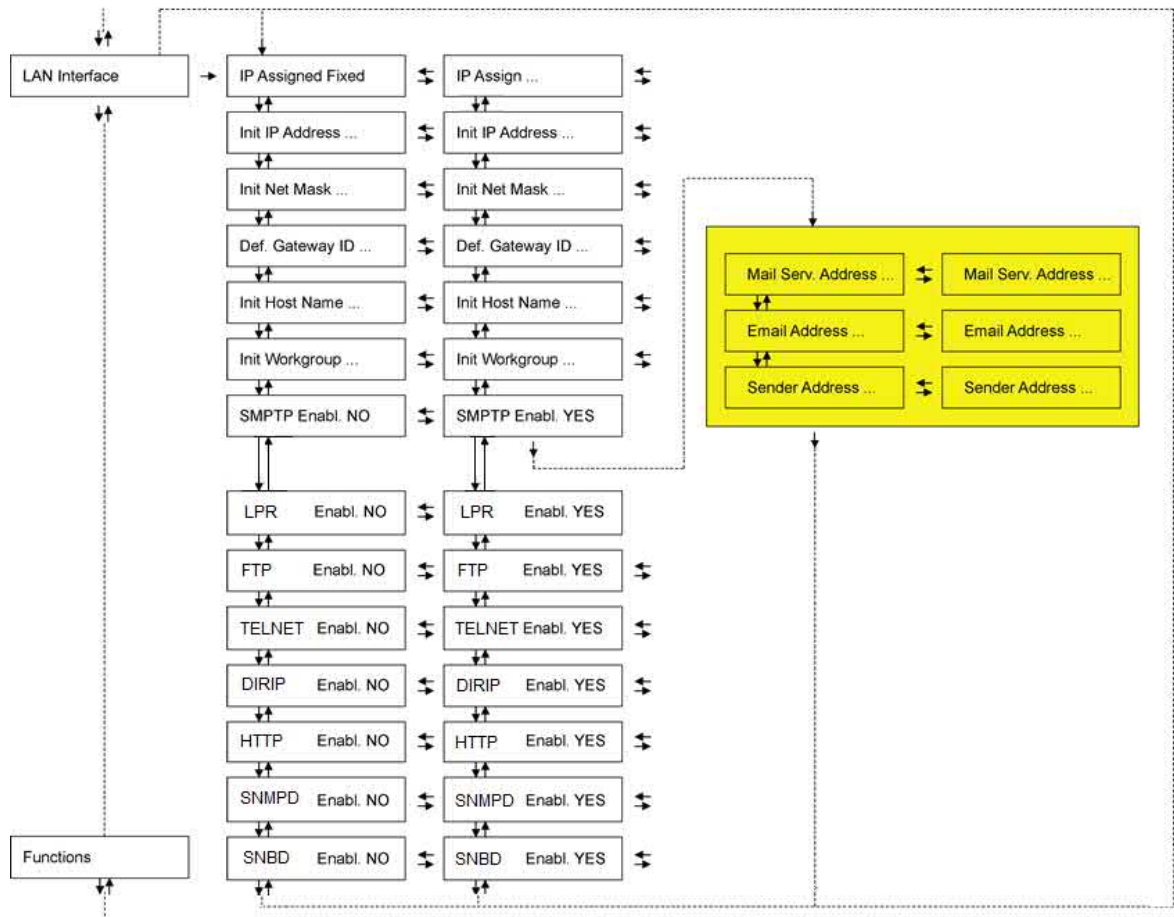 LAN Interface
IP Assigned Fixed
IP Assign ...
Init IP Address ...
Init IP Address ...
Init Net Mask ...
Init Net Mask ...
Def. Gateway ID ...
Def. Gateway ID ...
Mail Serv. Address ...
Mail Serv. Address ...
Init Host Name ...
Init Host Name ...
Email Address ...
Email Address ...
Init Workgroup ...
Init Workgroup ...
Sender Address ...
Sender Address ...
SMPTP Enabl. NO
SMPTP Enabl. YES
LPR Enabl. NO
LPR Enabl. YES
FTP Enabl. NO
FTP Enabl. YES
TELNET Enabl. NO
TELNET Enabl. YES
DIRIP Enabl. NO
DIRIP Enabl. YES
HTTP Enabl. NO
HTTP Enabl. YES
SNMPD Enabl. NO
SNMPD Enabl. YES
Functions
SNBD Enabl. NO
SNBD Enabl. YES